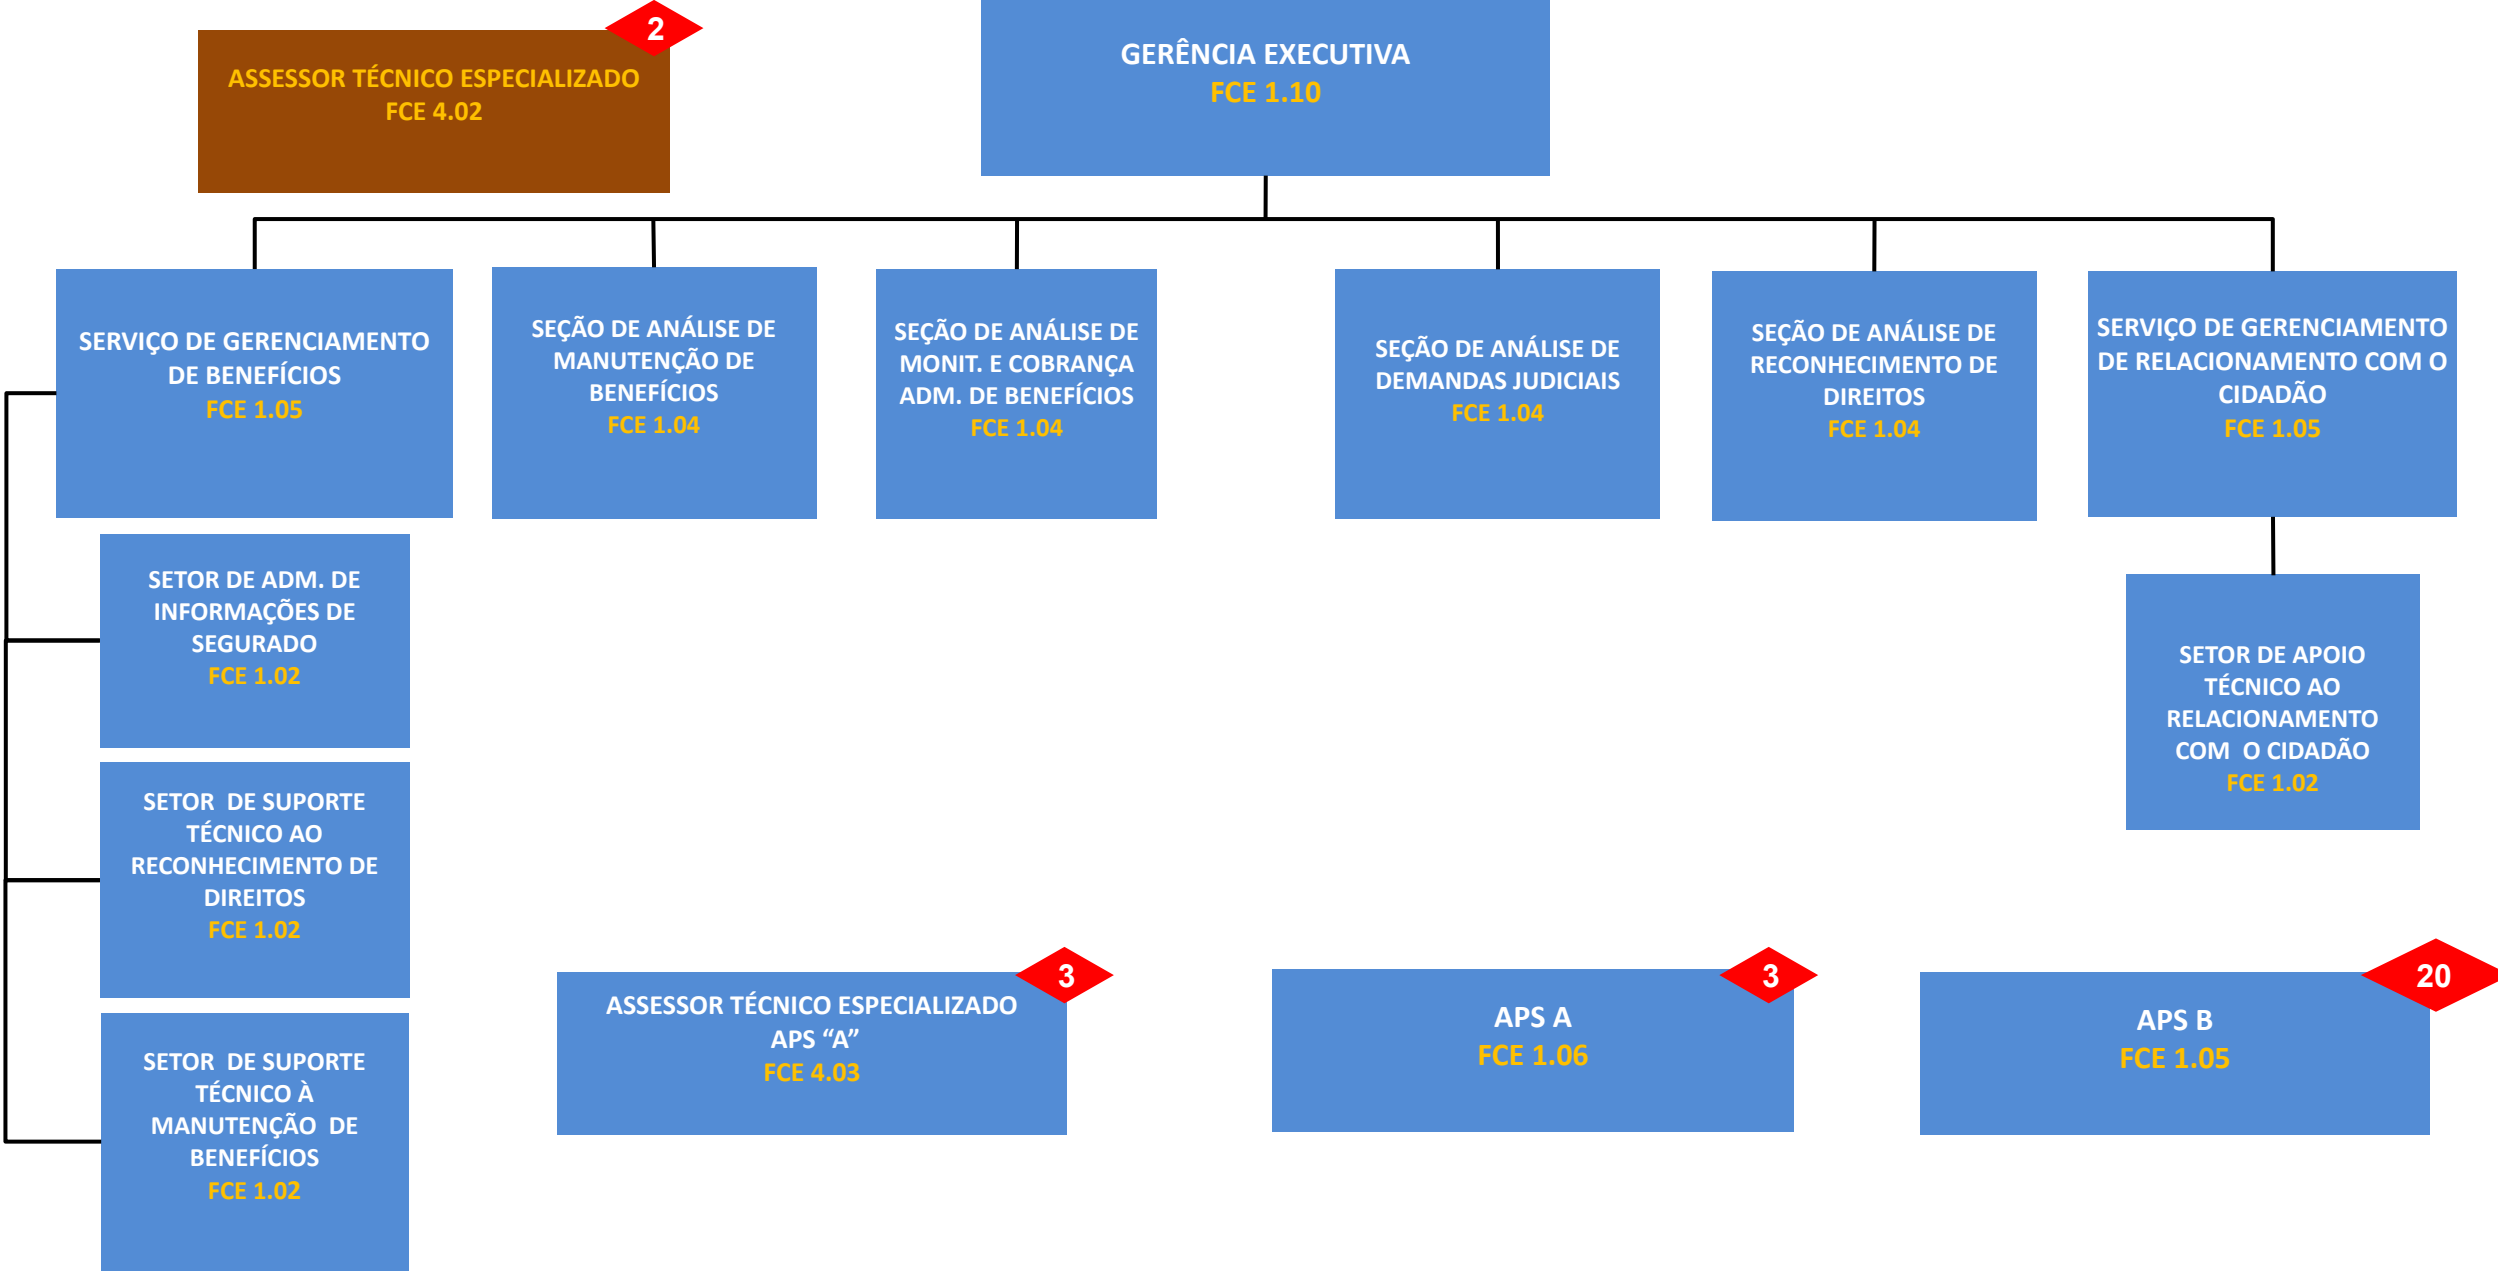 2
ASSESSOR TÉCNICO ESPECIALIZADO
FCE 4.02
GERÊNCIA EXECUTIVA
FCE 1.10
SERVIÇO DE GERENCIAMENTO
DE BENEFÍCIOS
FCE 1.05
SEÇÃO DE ANÁLISE DE
MANUTENÇÃO DE
BENEFÍCIOS
FCE 1.04
SEÇÃO DE ANÁLISE DE
MONIT. E COBRANÇA
ADM. DE BENEFÍCIOS
FCE 1.04
SEÇÃO DE ANÁLISE DE
DEMANDAS JUDICIAIS
FCE 1.04
SEÇÃO DE ANÁLISE DE
RECONHECIMENTO DE
DIREITOS
FCE 1.04
SERVIÇO DE GERENCIAMENTO
DE RELACIONAMENTO COM O
CIDADÃO
FCE 1.05
SETOR DE ADM. DE
INFORMAÇÕES DE
SEGURADO
FCE 1.02
SETOR DE APOIO
TÉCNICO AO
RELACIONAMENTO
COM  O CIDADÃO
FCE 1.02
SETOR  DE SUPORTE
TÉCNICO AO
RECONHECIMENTO DE
DIREITOS
FCE 1.02
SETOR  DE SUPORTE
TÉCNICO À
MANUTENÇÃO  DE
BENEFÍCIOS
FCE 1.02
3
ASSESSOR TÉCNICO ESPECIALIZADO
APS “A”
FCE 4.03
3
APS A
FCE 1.06
20
APS B
FCE 1.05